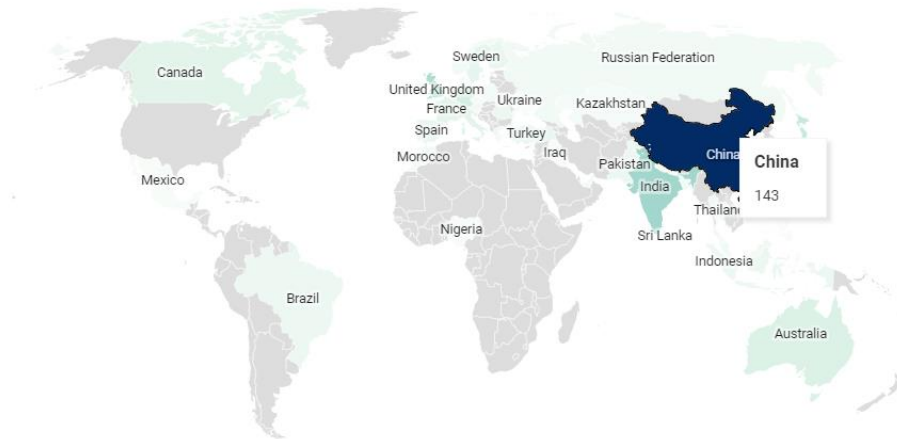 Canada
Sweden
Russian Federation
United Kingdom
Ukraine
France
Kazakhstan
Spain
Turkey
Morocco
Iraq
Pakistan
China
China
143
Mexico
India
Thailand
Nigeria
Sri Lanka
Indonesia
Brazil
Australia